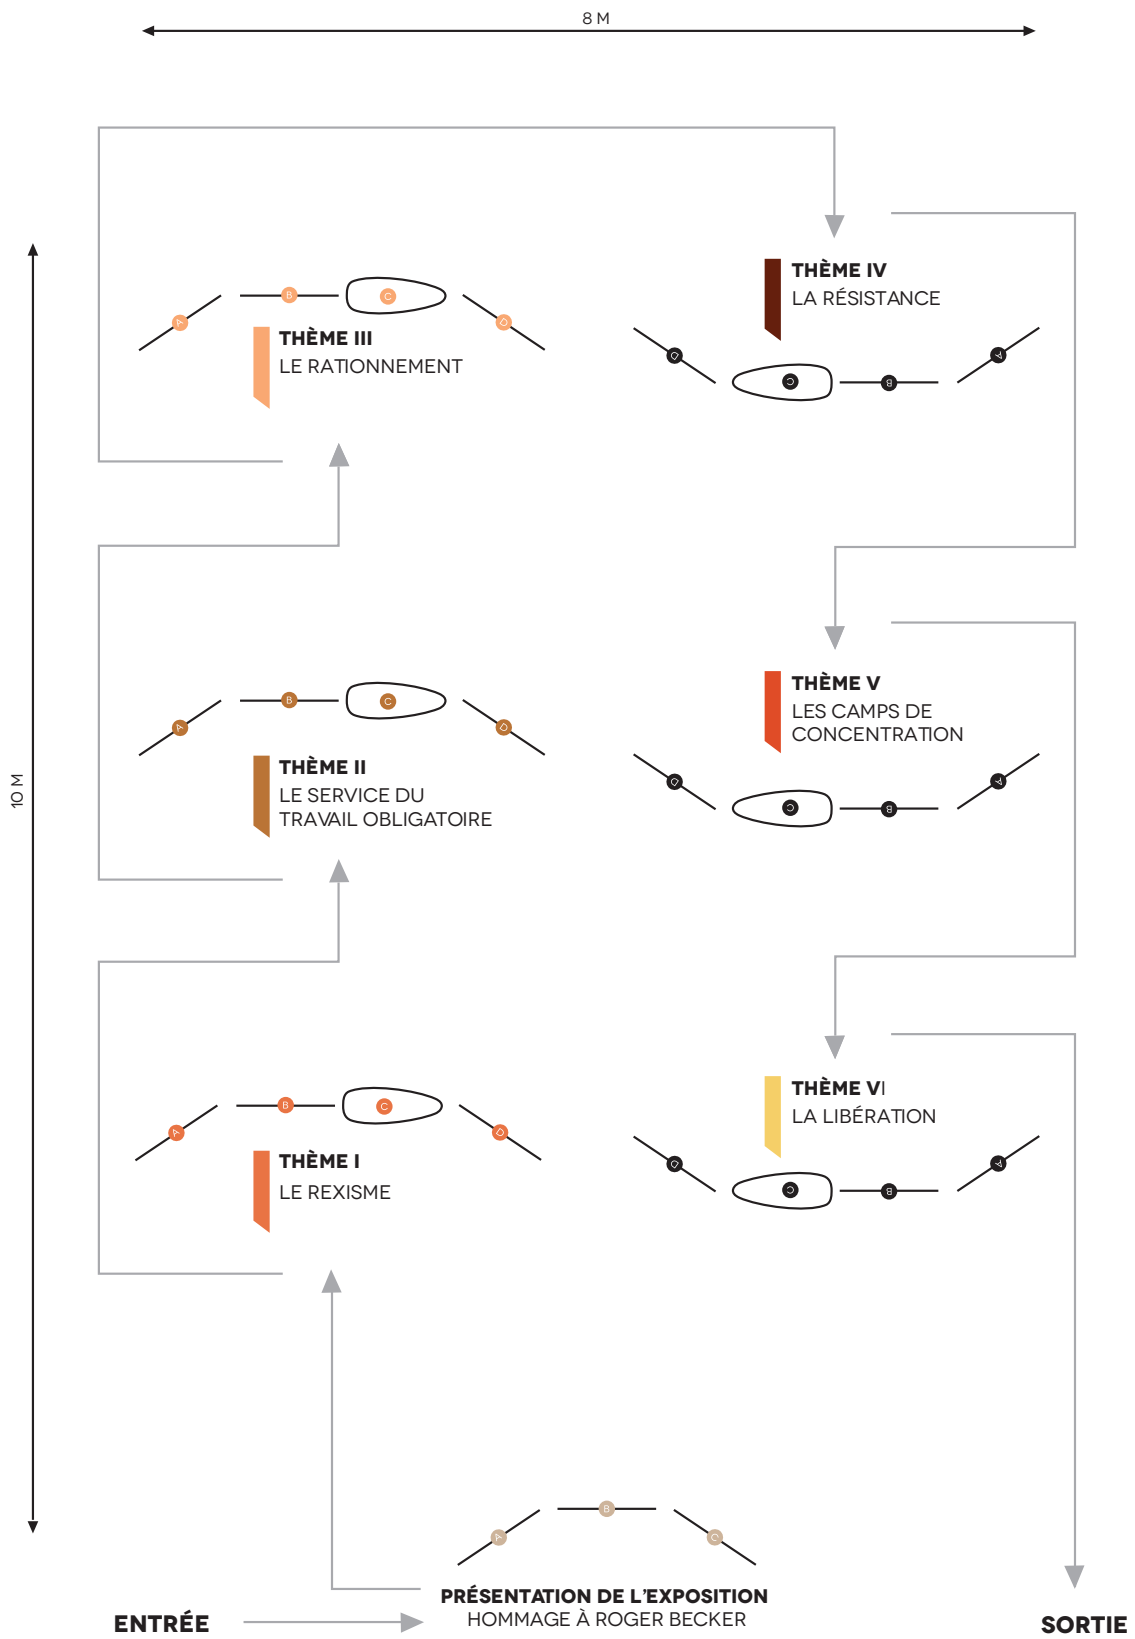 8 M
10 M
B
C
A
D
THÈME III
LE RATIONNEMENT
THÈME IV
LA RÉSISTANCE
D
C
B
A
B
C
A
D
THÈME II
LE SERVICE DU
TRAVAIL OBLIGATOIRE
THÈME V
LES CAMPS DE
CONCENTRATION
D
C
B
A
B
C
A
D
THÈME I
LE REXISME
THÈME VI
LA LIBÉRATION
D
C
B
A
B
A
C
PRÉSENTATION DE L'EXPOSITION
HOMMAGE À ROGER BECKER
ENTRÉE
SORTIE